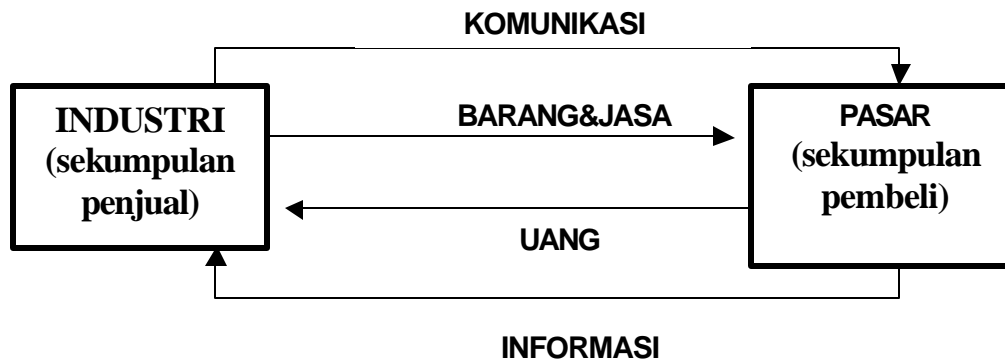 KOMUNIKASI
INDUSTRI
(sekumpulan
penjual)
BARANG&JASA
PASAR
(sekumpulan
pembeli)
UANG
INFORMASI